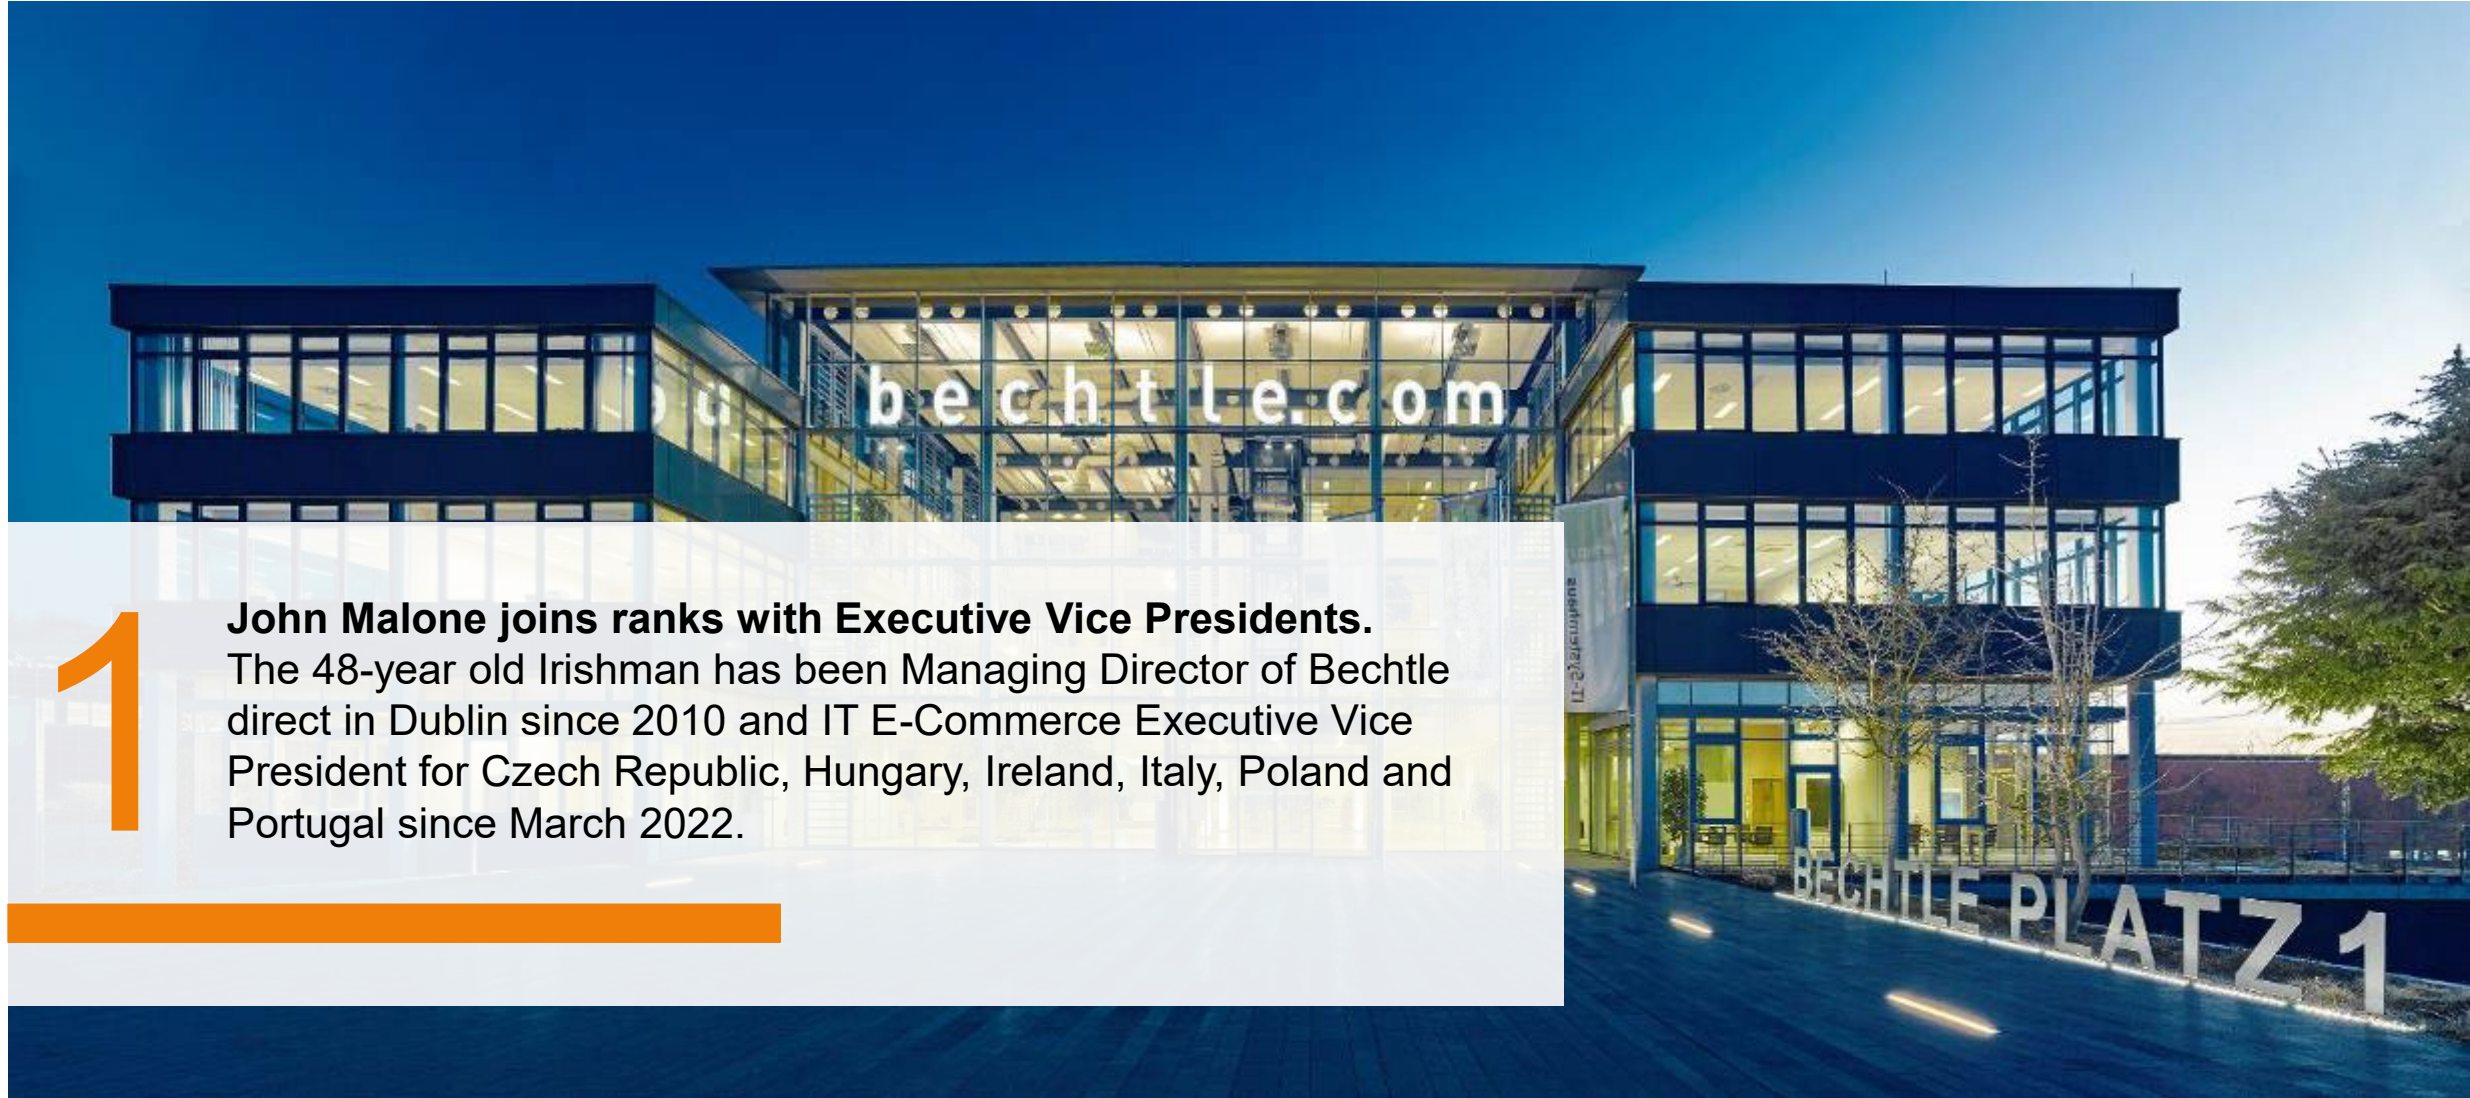 bechtle.com
1
John Malone joins ranks with Executive Vice Presidents.
The 48-year old Irishman has been Managing Director of Bechtle
direct in Dublin since 2010 and IT E-Commerce Executive Vice
President for Czech Republic, Hungary, Ireland, Italy, Poland and
Portugal since March 2022.
BECHTLE PLATZ 1